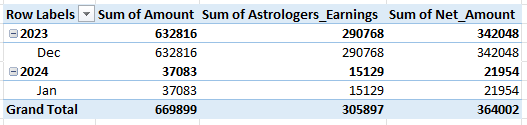 Row Labels Sum of Amount Sum of Astrologers_Earnings Sum of Net_Amount
2023 632816 290768 342048
Dec 632816 290768 342048
2024 37083 15129 21954
Jan 37083 15129 21954
Grand Total 669899 305897 364002